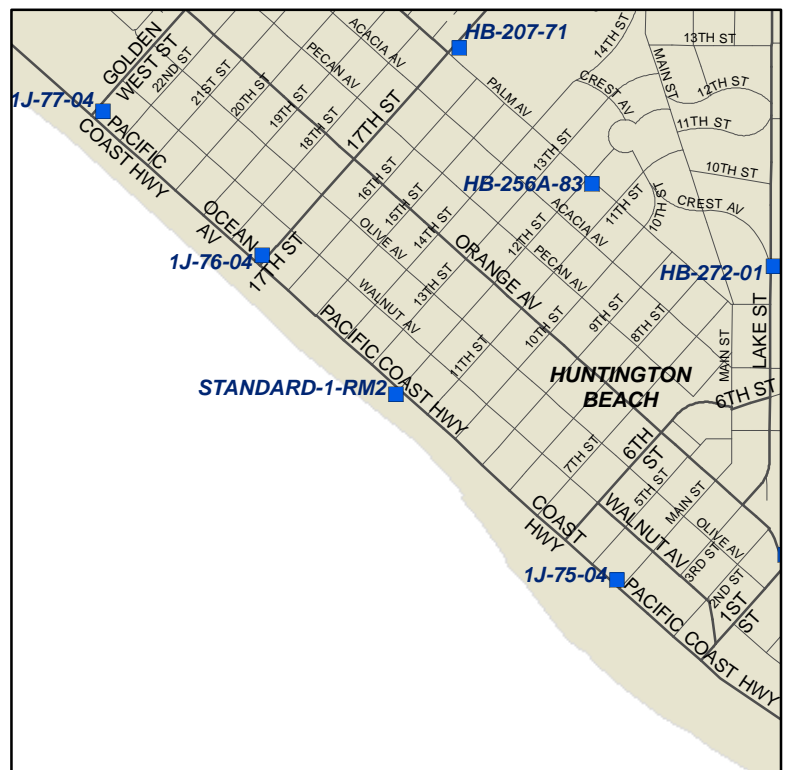 HB-207-71
13TH ST
14TH ST
ACACIA AV
GOLDEN
WEST ST
22ND ST
PECAN AV
MAIN ST
21ST ST
20TH ST
PALM AV
CREST AV
12TH ST
1J-77-04
19TH ST
18TH ST
17TH ST
11TH ST
PACIFIC
COAST HWY
13TH ST
10TH ST
16TH ST
HB-256A-83
15TH ST
11TH ST
10TH ST
CREST AV
ACACIA AV
OCEAN
AV
OLIVE AV
14TH ST
12TH ST
ORANGE AV
PECAN AV
1J-76-04
17TH ST
HB-272-01
13TH ST
WALNUT AV
9TH ST
8TH ST
10TH ST
MAIN ST
LAKE ST
PACIFIC COAST HWY
11TH ST
STANDARD-1-RM2
HUNTINGTON
BEACH
6TH ST
6TH
ST
7TH ST
5TH ST
MAIN ST
COAST
HWY
WALNUT AV
OLIVE AV
3RD ST
2ND ST
1ST
ST
1J-75-04
PACIFIC COAST HWY